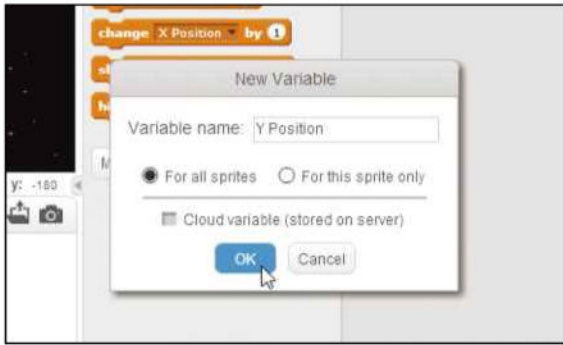 change X Position by 1
New Variable
Variable name: Y Position
For all sprites For this sprite only
y: -180
Cloud variable (stored on server)
OK Cancel